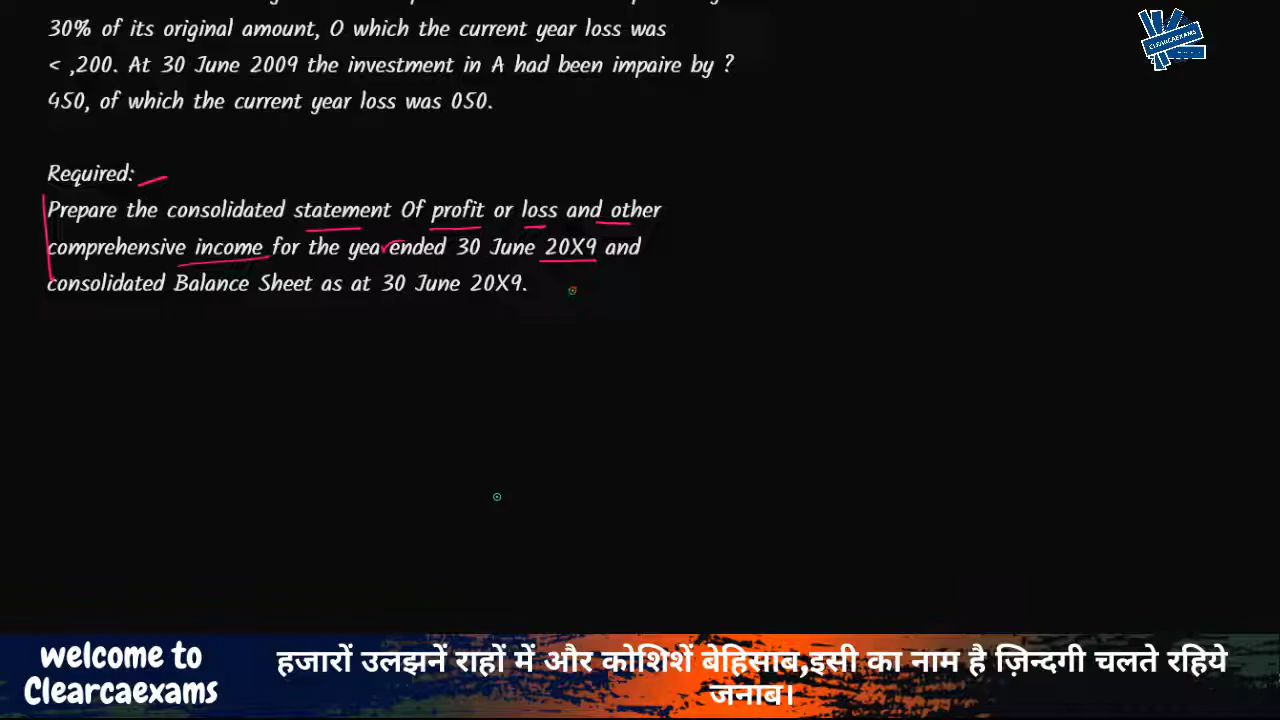 30% of its original amount, O which the current year loss was
< ,200. At 30 June 2009 the investment in A had been impaire by ?
450, of which the current year loss was 050.
Required:
Prepare the consolidated statement Of profit or loss and other
comprehensive income for the yea ended 30 June 20X9 and
consolidated Balance Sheet as at 30 June 20X9.
CLEARCAEXAMS
welcome to
Clearcaexams
हजारों उलझनें राहों में और कोशिशें बेहिसाब,इसी का नाम है ज़िन्दगी चलते रहिये
जनाब।